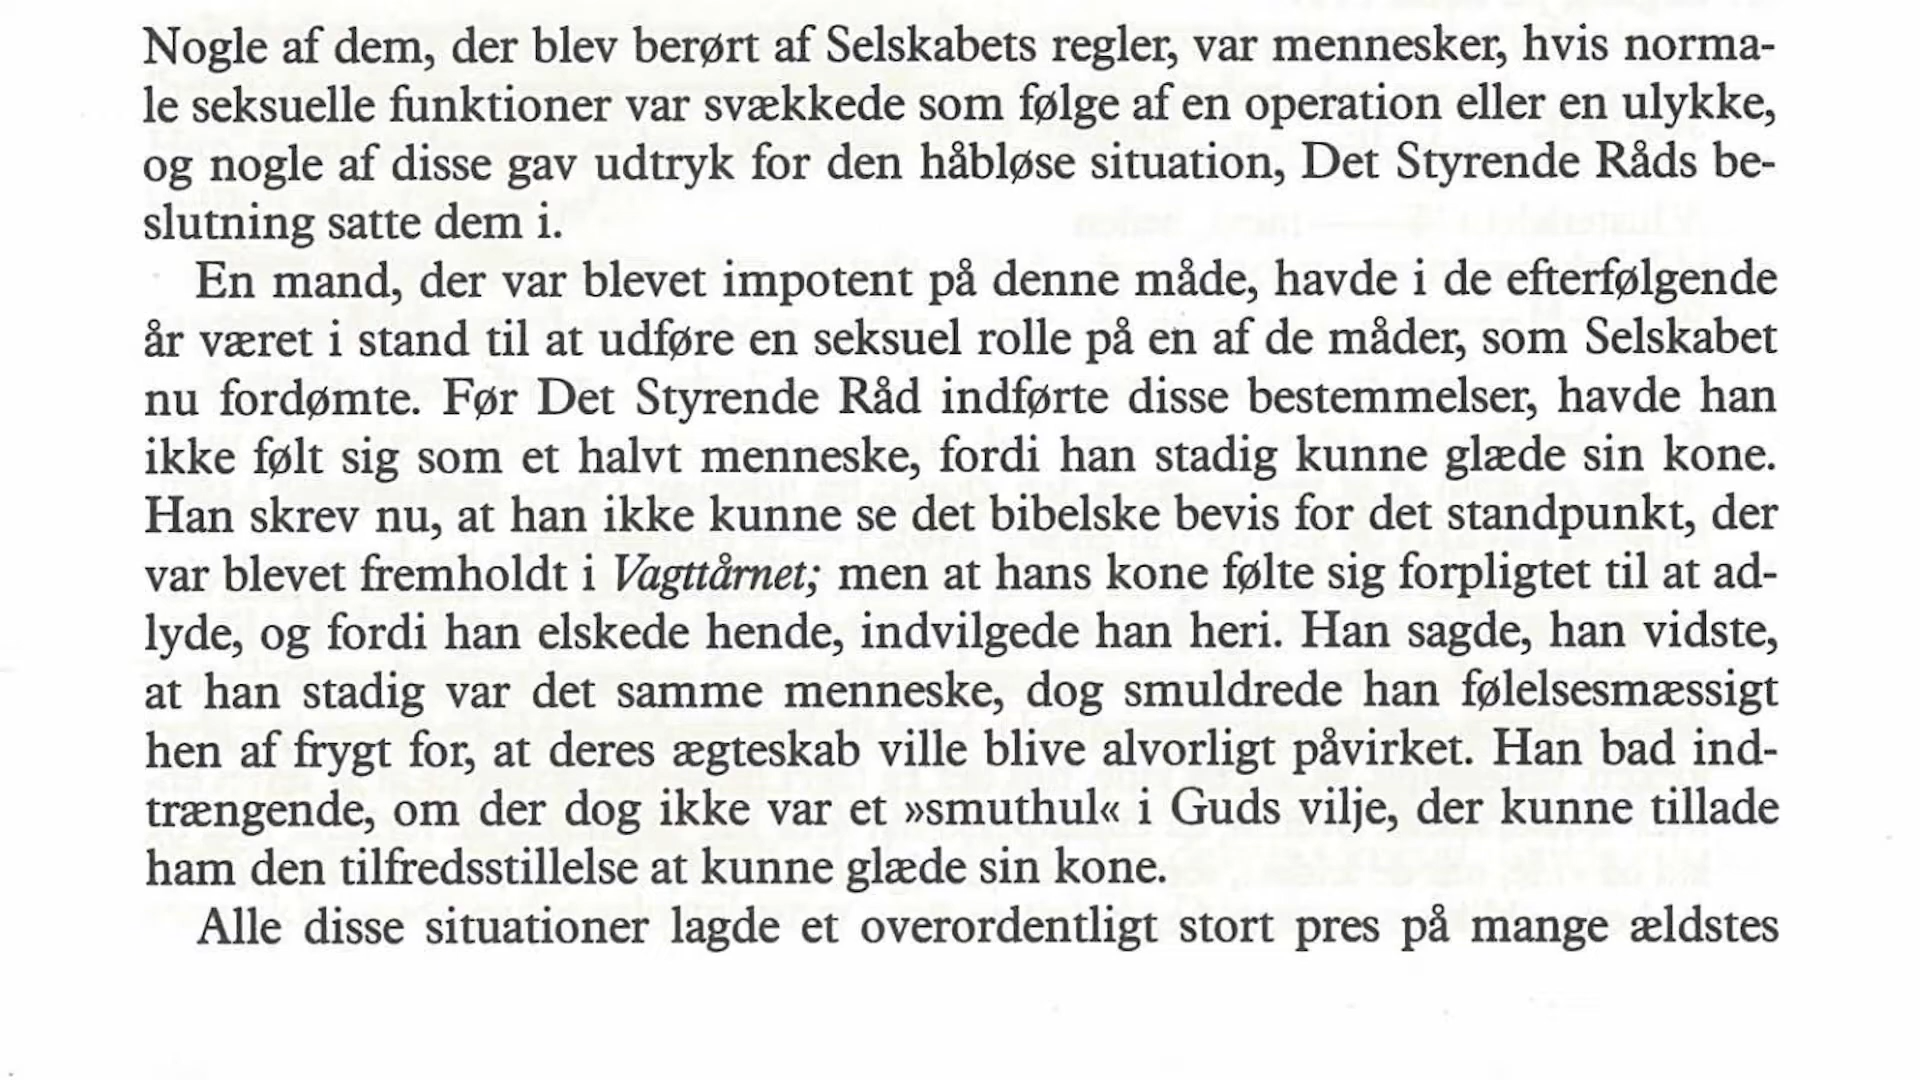 Nogle af dem, der blev berørt af Selskabets regler, var mennesker, hvis norma-
le seksuelle funktioner var svækkede som følge af en operation eller en ulykke,
og nogle af disse gav udtryk for den håbløse situation, Det Styrende Råds be-
slutning satte dem i.
En mand, der var blevet impotent på denne måde, havde i de efterfølgende
år været i stand til at udføre en seksuel rolle på en af de måder, som Selskabet
nu fordømte. Før Det Styrende Råd indførte disse bestemmelser, havde han
ikke følt sig som et halvt menneske, fordi han stadig kunne glæde sin kone.
Han skrev nu, at han ikke kunne se det bibelske bevis for det standpunkt, der
var blevet fremholdt i Vagttårnet; men at hans kone følte sig forpligtet til at ad-
lyde, og fordi han elskede hende, indvilgede han heri. Han sagde, han vidste,
at han stadig var det samme menneske, dog smuldrede han følelsesmæssigt
hen af frygt for, at deres ægteskab ville blive alvorligt påvirket. Han bad ind-
trængende, om der dog ikke var et »smuthul« i Guds vilje, der kunne tillade
ham den tilfredsstillelse at kunne glæde sin kone.
Alle disse situationer lagde et overordentligt stort pres på mange ældstes